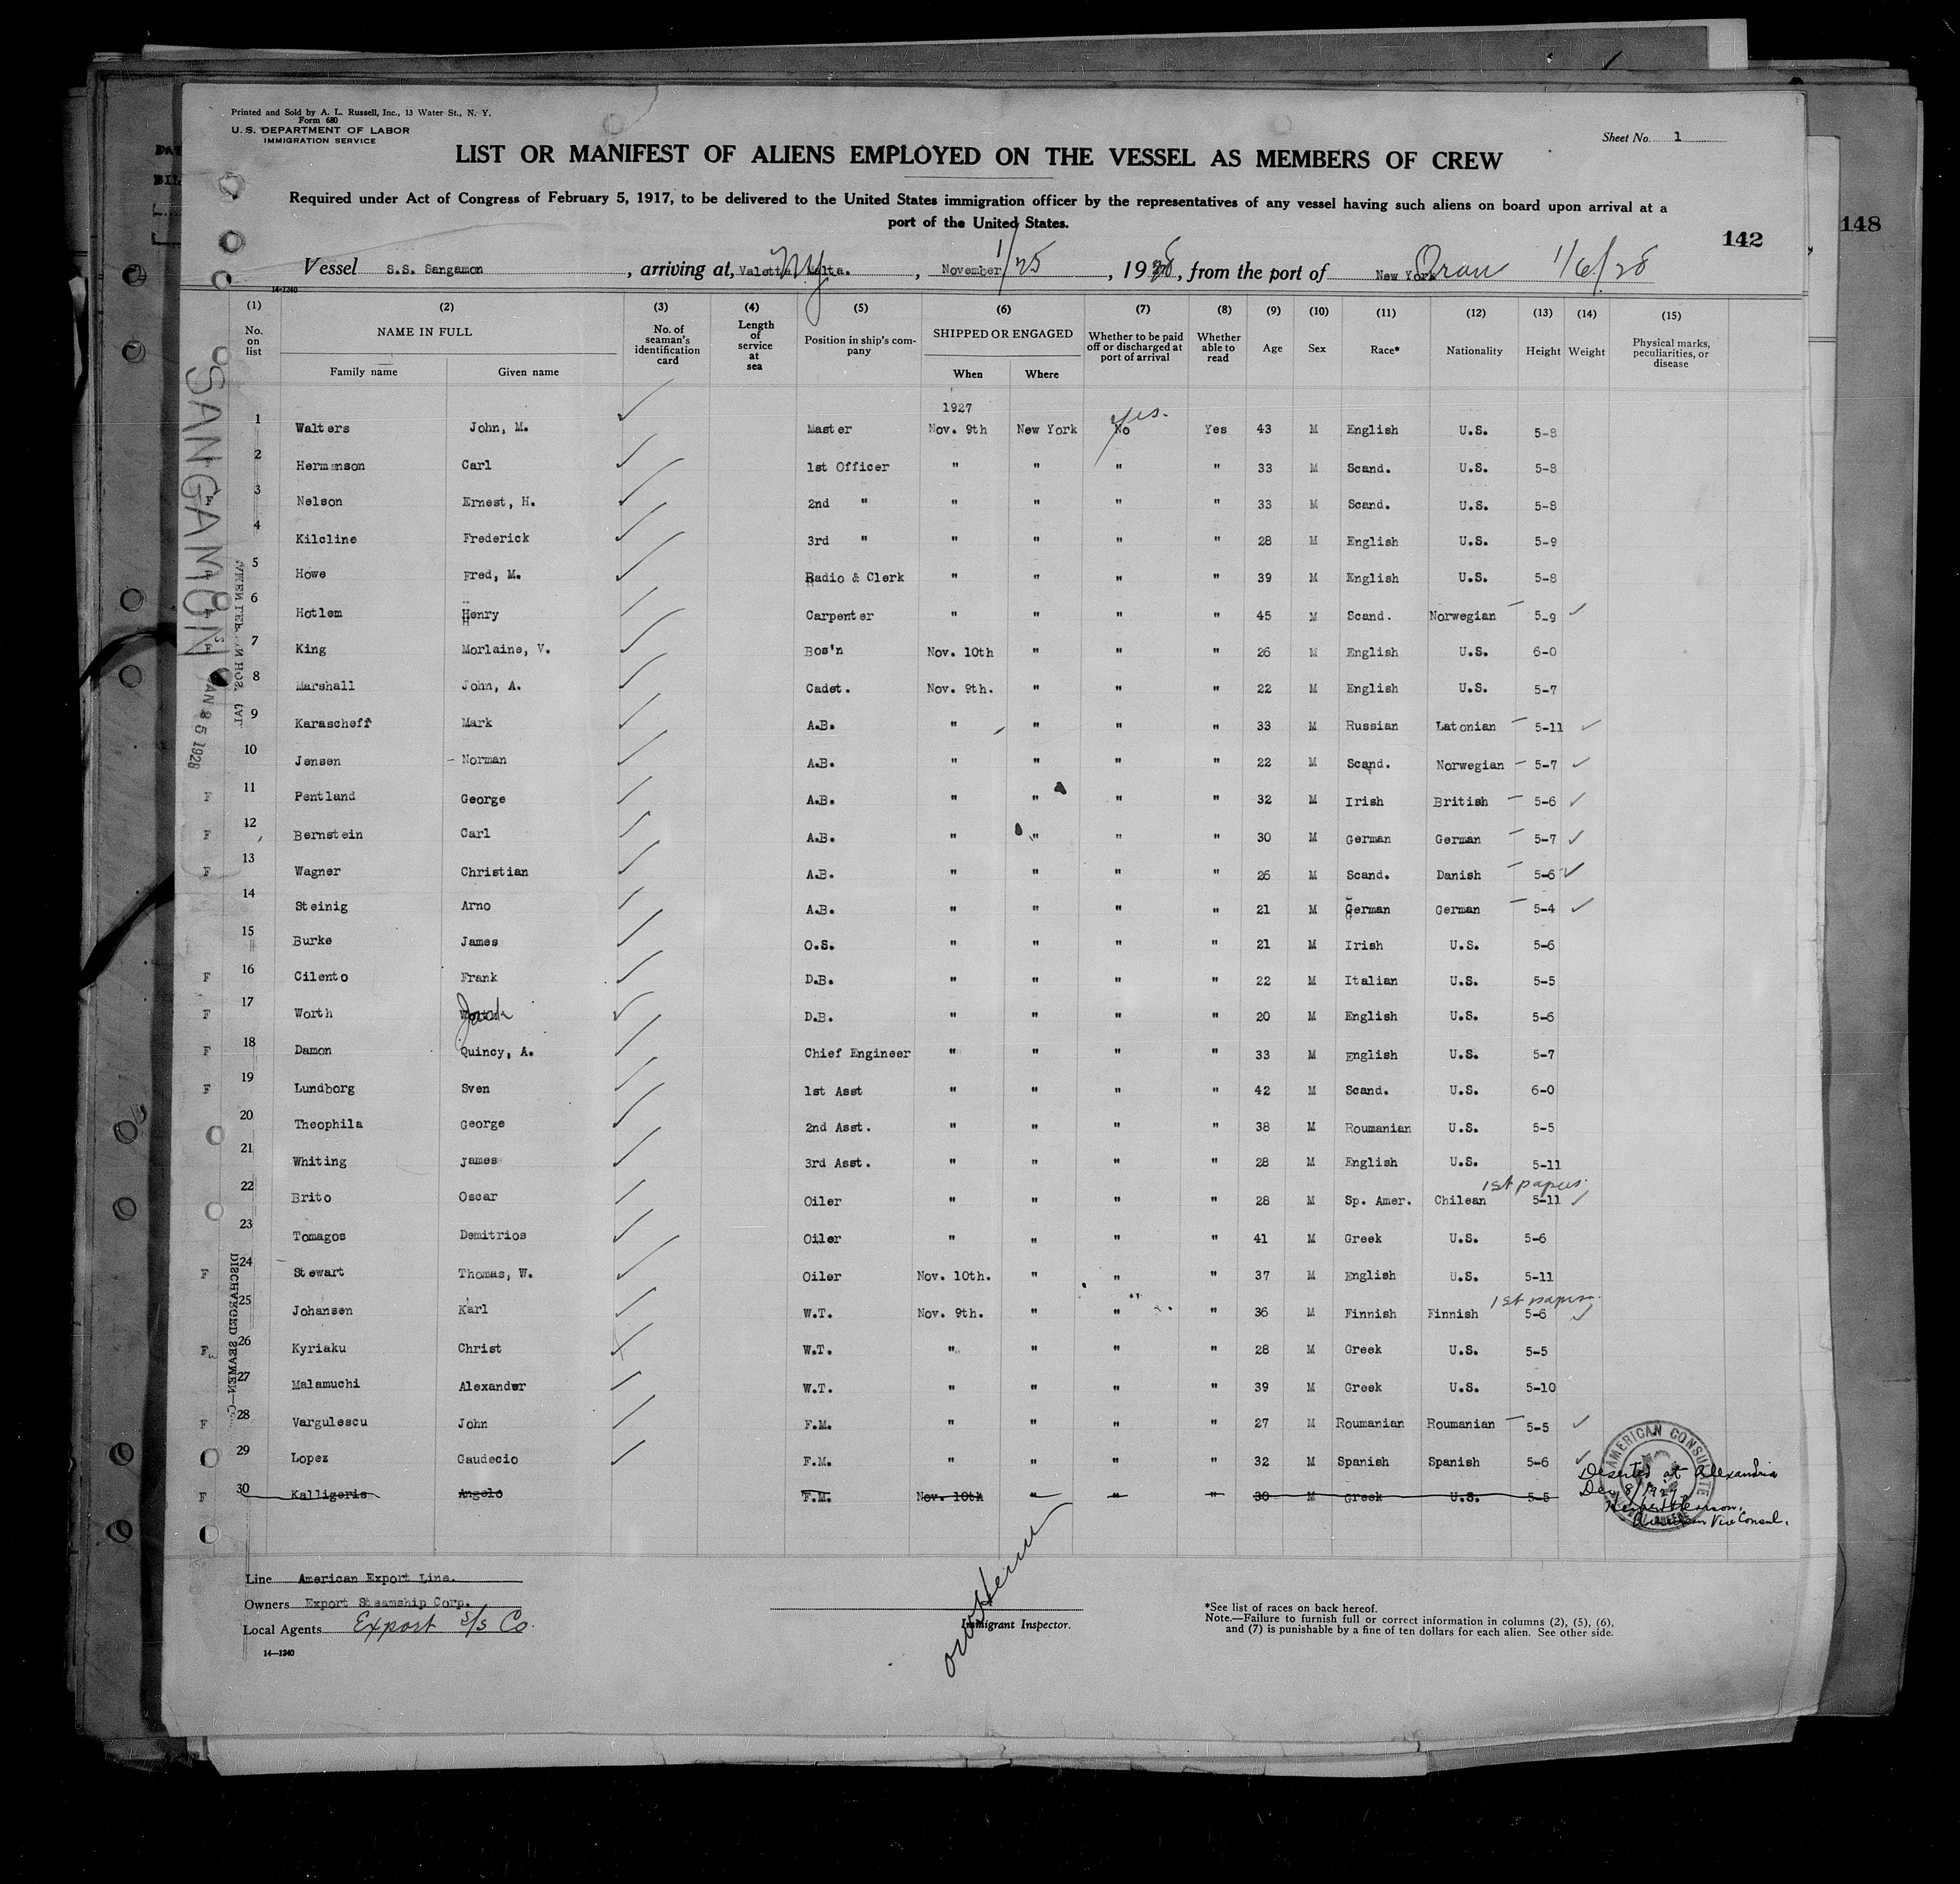 Printed and Sold by A. L. Russell, Inc., 13 Water St., N. Y.
Form 680
U. S. DEPARTMENT OF LABOR
IMMIGRATION SERVICE
Sheet No. 1
LIST OR MANIFEST OF ALIENS EMPLOYED ON THE VESSEL AS MEMBERS OF CREW
Required under Act of Congress of February 5, 1917, to be delivered to the United States immigration officer by the representatives of any vessel having such aliens on board upon arrival at a
port of the United States.
142
148
Vessel S.S. Sangamon, arriving at, Valetta Malta. NY, November 1/25, 1928, from the port of New York Oran 1/6/28
14-1240
(1) (2) (3) (4) (5) (6) (7) (8) (9) (10) (11) (12) (13) (14) (15)
No. on list
NAME IN FULL
Family name Given name
No. of seaman's identification card
Length of service at sea
Position in ship's company
SHIPPED OR ENGAGED
When Where
Whether to be paid off or discharged at port of arrival
Whether able to read
Age Sex Race* Nationality Height Weight
Physical marks, peculiarities, or disease
1927
Yes.
1 Walters John, M. Master Nov. 9th New York No Yes 43 M English U.S. 5-8
2 Hermanson Carl 1st Officer " " " " 33 M Scand. U.S. 5-8
3 Nelson Ernest, H. 2nd " " " " " 33 M Scand. U.S. 5-8
4 Kilcline Frederick 3rd " " " " " 28 M English U.S. 5-9
5 Howe Fred, M. Radio & Clerk " " " " 39 M English U.S. 5-8
6 Hotlem Henry Carpenter " " " " 45 M Scand. Norwegian 5-9
7 King Morlaine, V. Bos'n Nov. 10th " " " 26 M English U.S. 6-0
8 Marshall John, A. Cadet. Nov. 9th. " " " 22 M English U.S. 5-7
9 Karascheff Mark A.B. " " " " 33 M Russian Latonian 5-11
10 Jensen Norman A.B. " " " " 22 M Scand. Norwegian 5-7
F 11 Pentland George A.B. " " " " 32 M Irish British 5-6
F 12 Bernstein Carl A.B. " " " " 30 M German German 5-7
F 13 Wagner Christian A.B. " " " " 26 M Scand. Danish 5-6
14 Steinig Arno A.B. " " " " 21 M German German 5-4
15 Burke James O.S. " " " " 21 M Irish U.S. 5-6
F 16 Cilento Frank D.B. " " " " 22 M Italian U.S. 5-5
F 17 Worth Jack D.B. " " " " 20 M English U.S. 5-6
F 18 Damon Quincy, A. Chief Engineer " " " " 33 M English U.S. 5-7
F 19 Lundborg Sven 1st Asst " " " " 42 M Scand. U.S. 6-0
20 Theophila George 2nd Asst. " " " " 38 M Roumanian U.S. 5-5
21 Whiting James 3rd Asst. " " " " 28 M English U.S. 5-11
1st papers.
22 Brito Oscar Oiler " " " " 28 M Sp. Amer. Chilean 5-11
23 Tomagos Demitrios Oiler " " " " 41 M Greek U.S. 5-6
F 24 Stewart Thomas, W. Oiler Nov. 10th. " " " 37 M English U.S. 5-11
1st papers.
25 Johansen Karl W.T. Nov. 9th. " " " 36 M Finnish Finnish 5-6
F 26 Kyriaku Christ W.T. " " " " 28 M Greek U.S. 5-5
27 Malamuchi Alexander W.T. " " " " 39 M Greek U.S. 5-10
F 28 Vargulescu John F.M. " " " " 27 M Roumanian Roumanian 5-5
29 Lopez Gaudecio F.M. " " " " 32 M Spanish Spanish 5-6
F 30 Kalligeris Angelo F.M. Nov. 10th " " " 30 M Greek U.S. 5-5
Deserted at Alexandria
Dec 8/1927
American Vice Consul.
AMERICAN CONSULATE
SANGAMON
JAN 25 1928
DISCHARGED SEAMEN
Line American Export Line.
Owners Export Steamship Corp.
Local Agents Export S/S Co.
14—1240
Immigrant Inspector.
*See list of races on back hereof.
Note.—Failure to furnish full or correct information in columns (2), (5), (6),
and (7) is punishable by a fine of ten dollars for each alien. See other side.